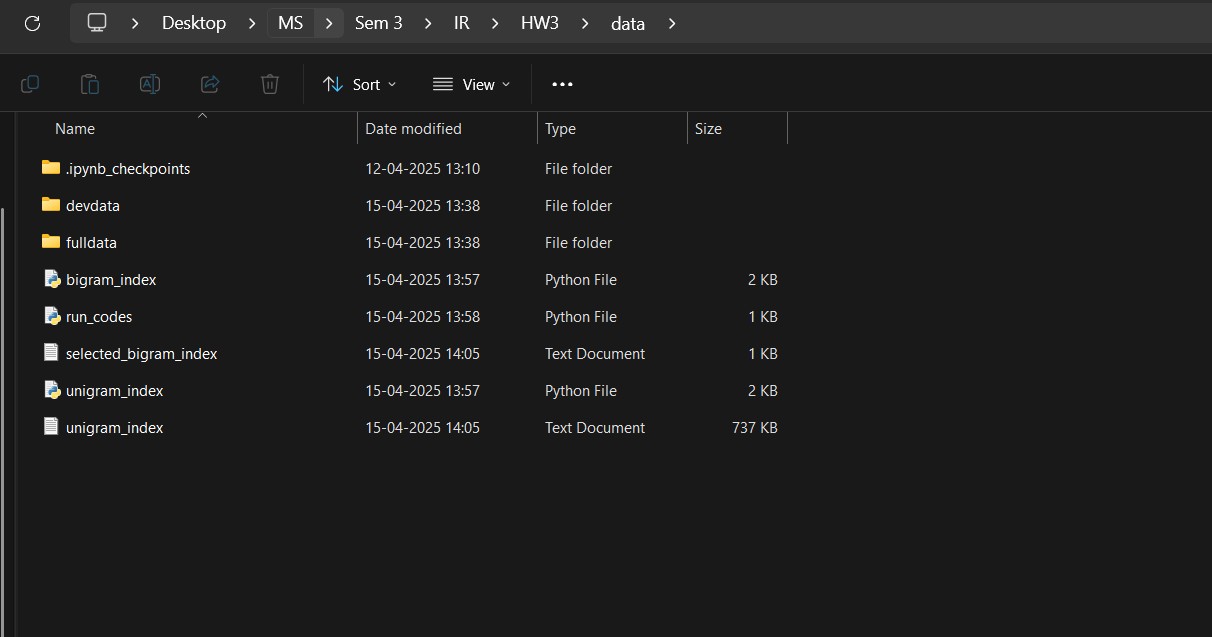 Desktop > MS > Sem 3 > IR > HW3 > data >
Sort View
Name Date modified Type Size
.ipynb_checkpoints 12-04-2025 13:10 File folder
devdata 15-04-2025 13:38 File folder
fulldata 15-04-2025 13:38 File folder
bigram_index 15-04-2025 13:57 Python File 2 KB
run_codes 15-04-2025 13:58 Python File 1 KB
selected_bigram_index 15-04-2025 14:05 Text Document 1 KB
unigram_index 15-04-2025 13:57 Python File 2 KB
unigram_index 15-04-2025 14:05 Text Document 737 KB